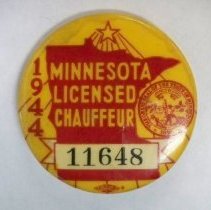 1944
MINNESOTA
LICENSED
CHAUFFEUR
11648